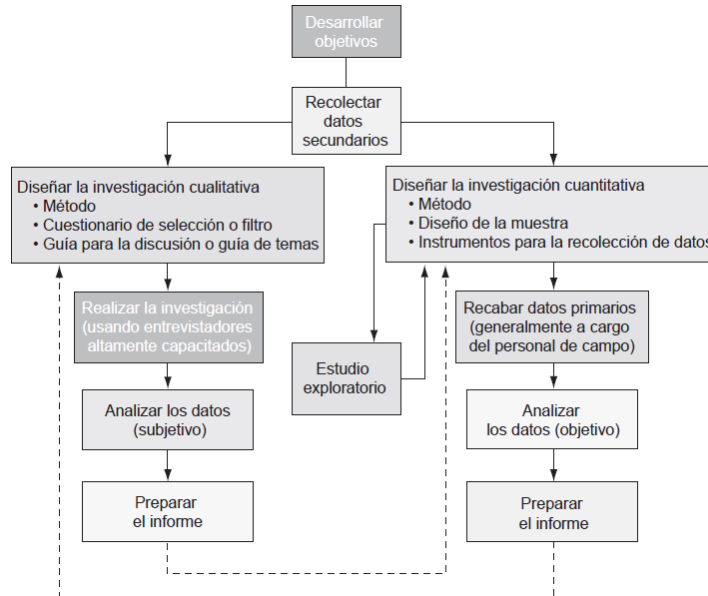 Desarrollar
objetivos
Recolectar
datos
secundarios
Diseñar la investigación cualitativa
• Método
• Cuestionario de selección o filtro
• Guía para la discusión o guía de temas
Diseñar la investigación cuantitativa
• Método
• Diseño de la muestra
• Instrumentos para la recolección de datos
Realizar la investigación
(usando entrevistadores
altamente capacitados)
Estudio
exploratorio
Recabar datos primarios
(generalmente a cargo
del personal de campo)
Analizar los datos
(subjetivo)
Analizar
los datos (objetivo)
Preparar
el informe
Preparar
el informe